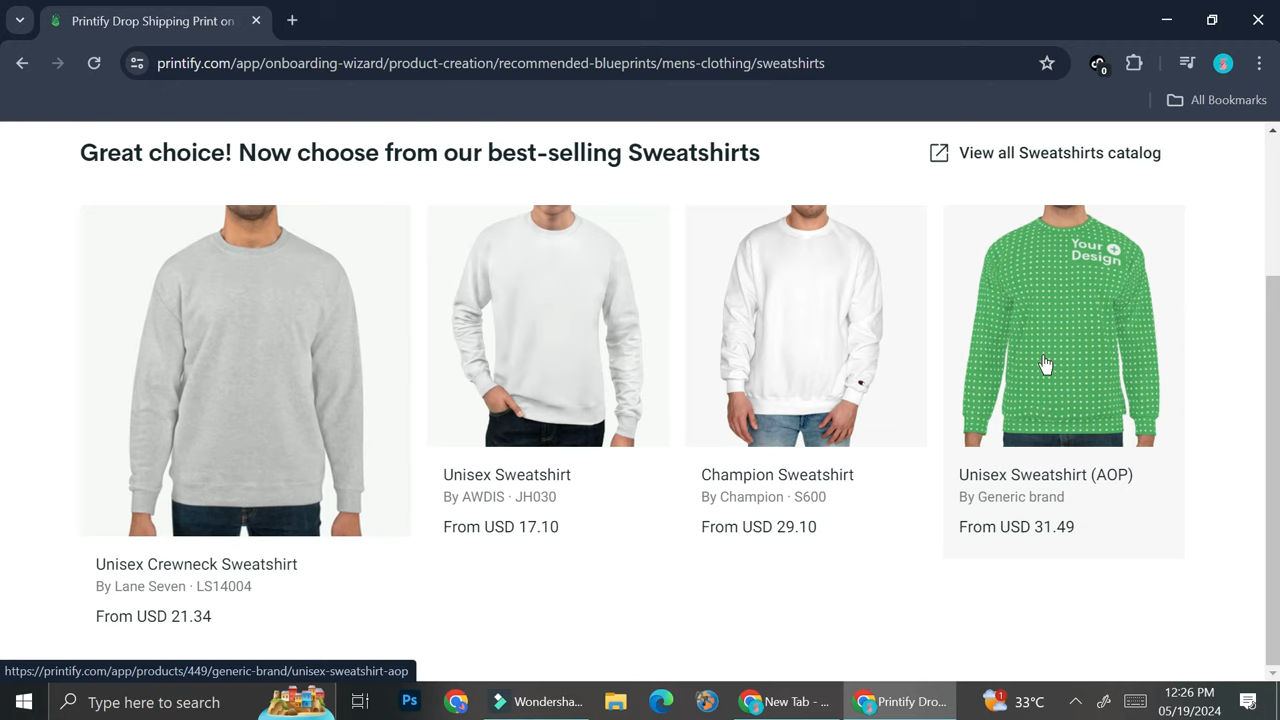 Printify Drop Shipping Print on
printify.com/app/onboarding-wizard/product-creation/recommended-blueprints/mens-clothing/sweatshirts
0
All Bookmarks
Great choice! Now choose from our best-selling Sweatshirts
View all Sweatshirts catalog
Your
Design
Unisex Crewneck Sweatshirt
By Lane Seven · LS14004
From USD 21.34
Unisex Sweatshirt
By AWDIS · JH030
From USD 17.10
Champion Sweatshirt
By Champion · S600
From USD 29.10
Unisex Sweatshirt (AOP)
By Generic brand
From USD 31.49
https://printify.com/app/products/449/generic-brand/unisex-sweatshirt-aop
Type here to search
Ps
Wondersha...
New Tab - ...
Printify Dro...
1
33°C
12:26 PM
05/19/2024